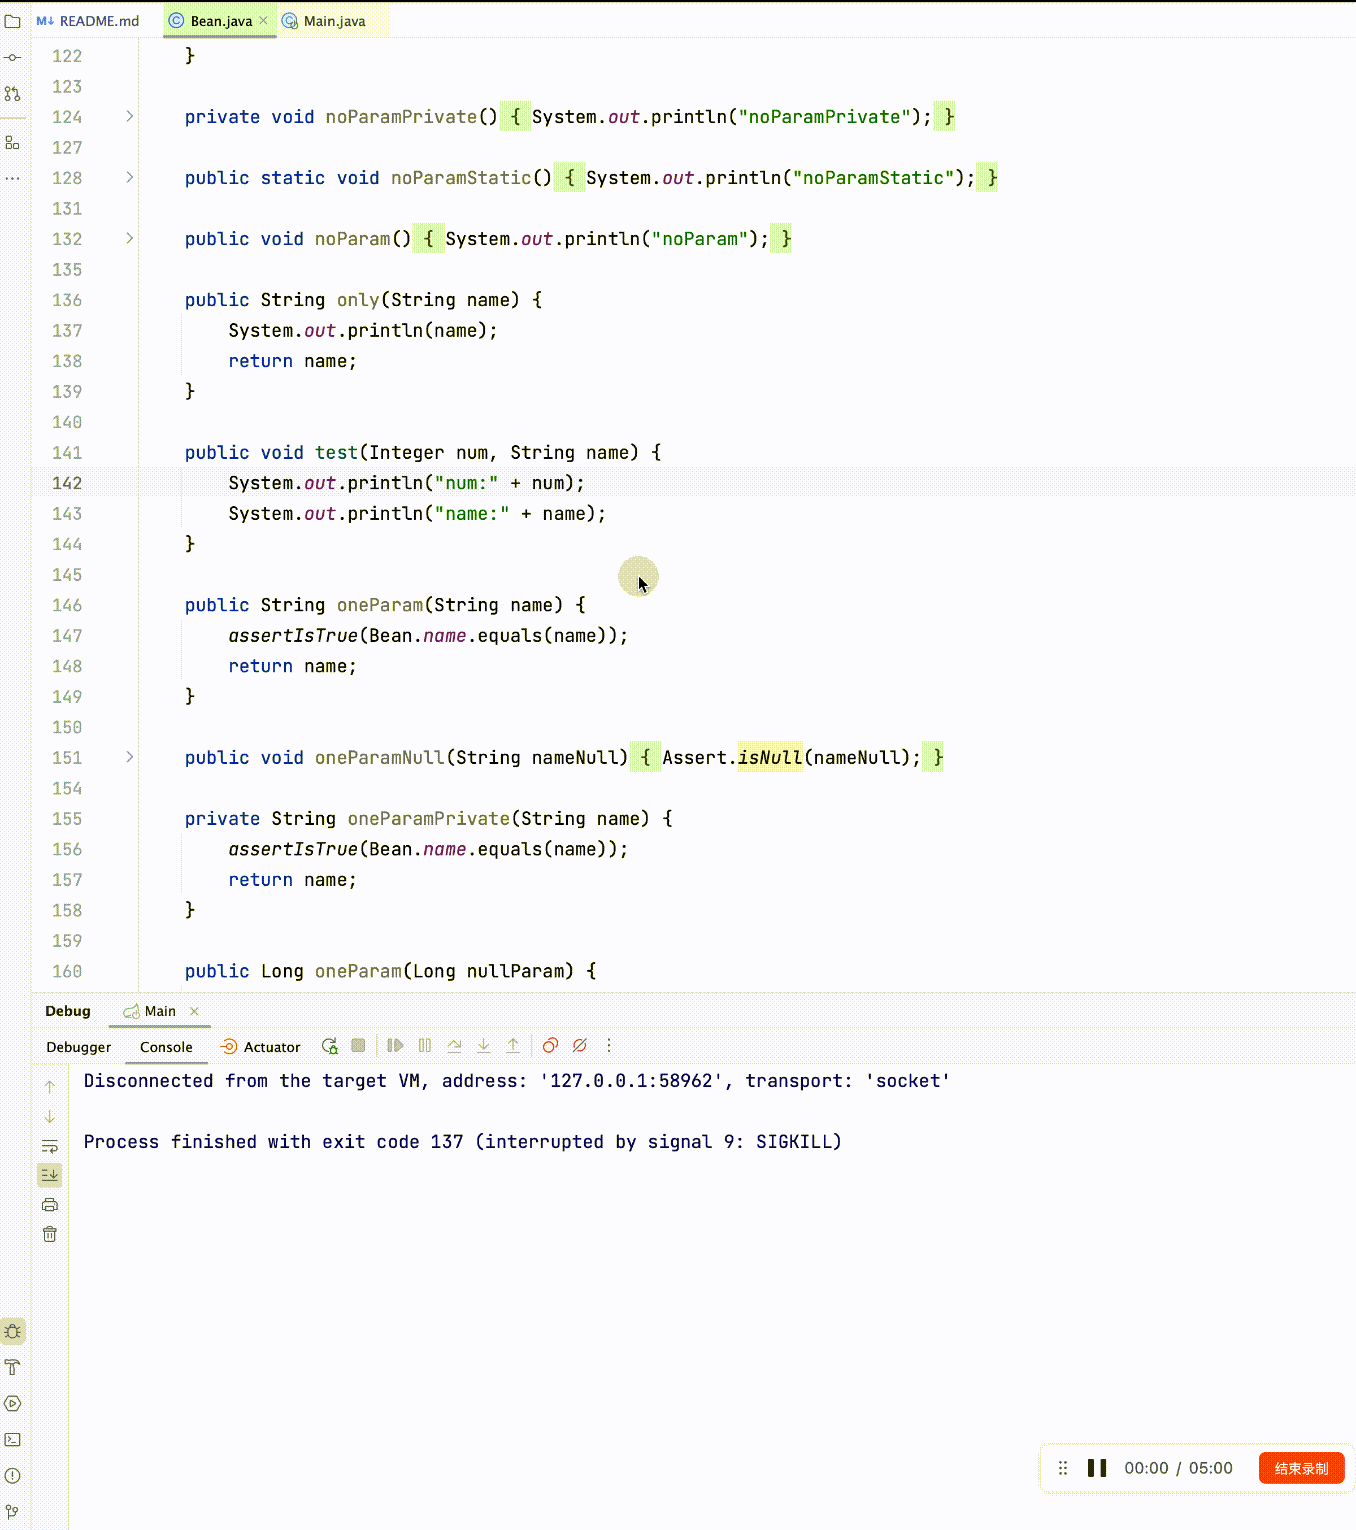 M↓ README.md Bean.java Main.java
122 }
123
124 private void noParamPrivate() { System.out.println("noParamPrivate"); }
127
128 public static void noParamStatic() { System.out.println("noParamStatic"); }
131
132 public void noParam() { System.out.println("noParam"); }
135
136 public String only(String name) {
137 System.out.println(name);
138 return name;
139 }
140
141 public void test(Integer num, String name) {
142 System.out.println("num:" + num);
143 System.out.println("name:" + name);
144 }
145
146 public String oneParam(String name) {
147 assertIsTrue(Bean.name.equals(name));
148 return name;
149 }
150
151 public void oneParamNull(String nameNull) { Assert.isNull(nameNull); }
154
155 private String oneParamPrivate(String name) {
156 assertIsTrue(Bean.name.equals(name));
157 return name;
158 }
159
160 public Long oneParam(Long nullParam) {
Debug Main
Debugger Console Actuator
Disconnected from the target VM, address: '127.0.0.1:58962', transport: 'socket'
Process finished with exit code 137 (interrupted by signal 9: SIGKILL)
00:00 / 05:00 结束录制